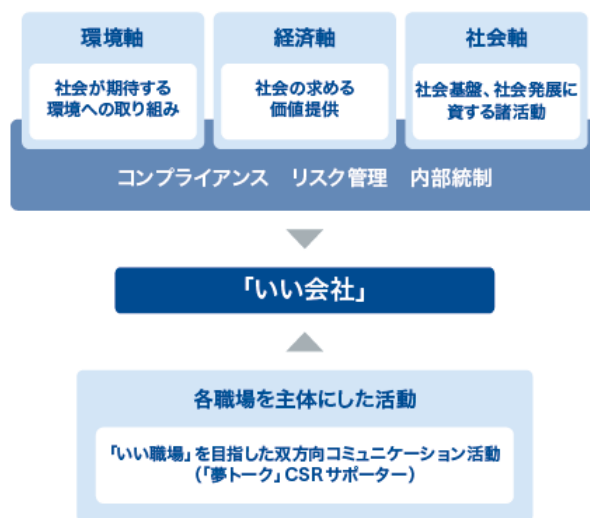 環境軸
経済軸
社会軸
社会が期待する
環境への取り組み
社会の求める
価値提供
社会基盤、社会発展に
資する諸活動
コンプライアンス リスク管理 内部統制
「いい会社」
各職場を主体にした活動
「いい職場」を目指した双方向コミュニケーション活動
(「夢トーク」CSRサポーター)